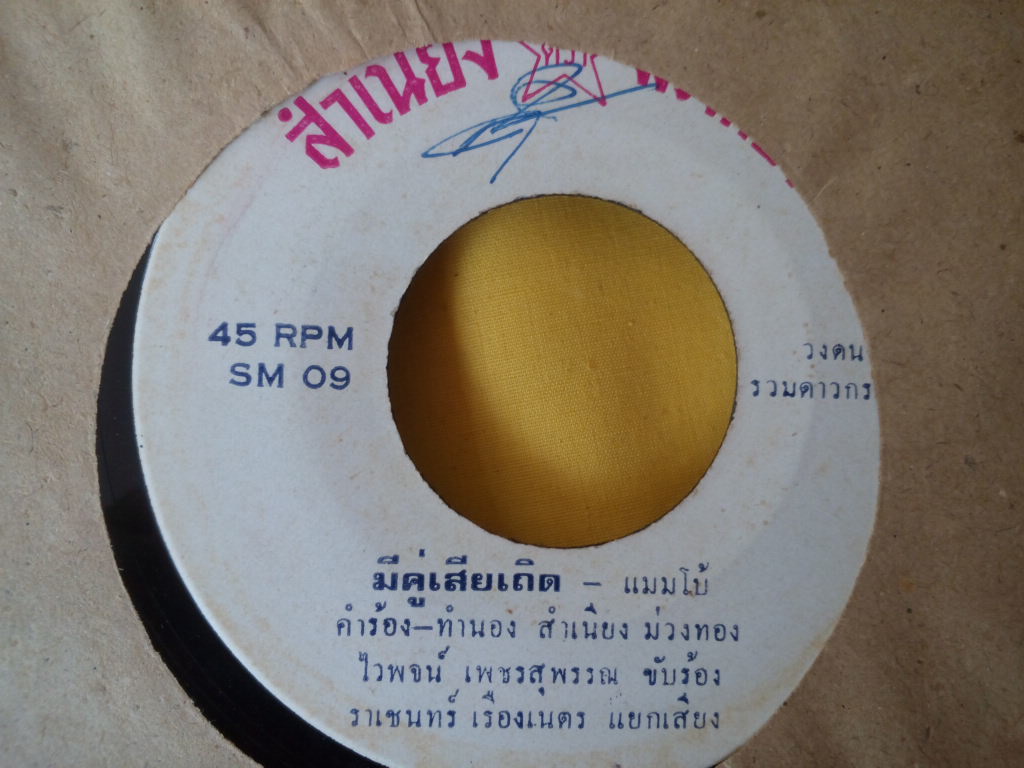 สำเนียง ตรา
45 RPM
SM 09
วงดน
รวมดาวกร
มีคู่เสียเถิด – แมมโบ้
คำร้อง–ทำนอง สำเนียง ม่วงทอง
ไวพจน์ เพชรสุพรรณ ขับร้อง
ราเชนทร์ เรืองเนตร แยกเสียง